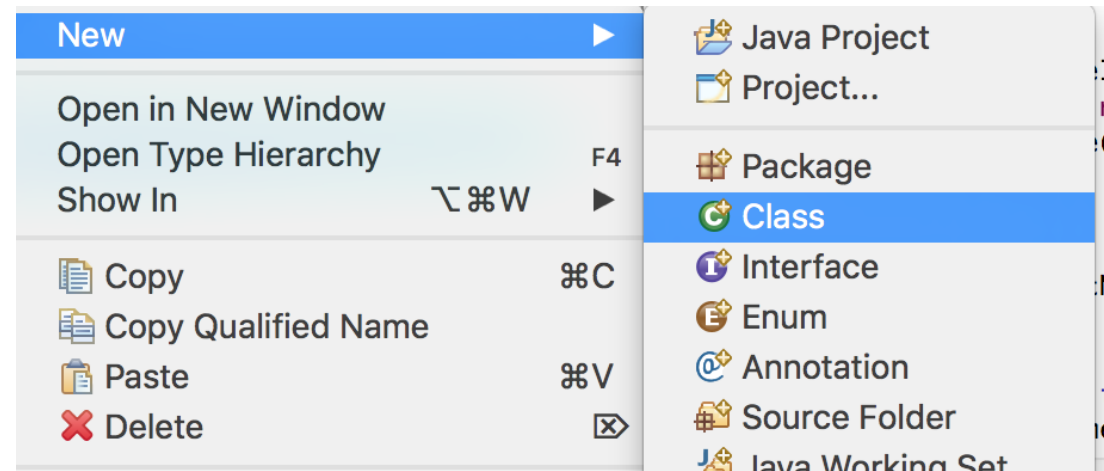 New
Open in New Window
Open Type Hierarchy F4
Show In ⌥⌘W
Copy ⌘C
Copy Qualified Name
Paste ⌘V
Delete ⌦
Java Project
Project...
Package
Class
Interface
Enum
Annotation
Source Folder
Java Working Set